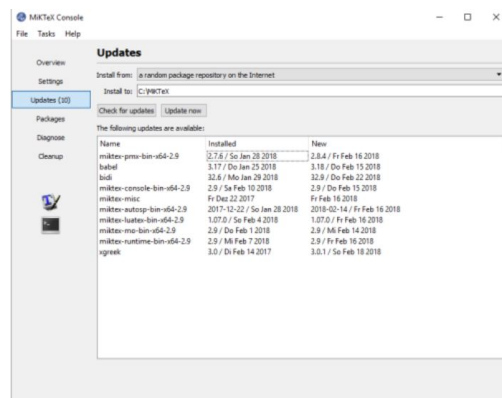 MiKTeX Console
File Tasks Help
Overview
Settings
Updates (10)
Packages
Diagnose
Cleanup
Updates
Install from: a random package repository on the Internet
Install to: C:\MiKTeX
Check for updates Update now
The following updates are available:
Name Installed New
miktex-pmx-bin-x64-2.9 2.7.6 / So Jan 28 2018 2.8.4 / Fr Feb 16 2018
babel 3.17 / Do Jan 25 2018 3.18 / Do Feb 15 2018
bidi 32.6 / Mo Jan 29 2018 32.9 / Do Feb 22 2018
miktex-console-bin-x64-2.9 2.9 / Sa Feb 10 2018 2.9 / Do Feb 15 2018
miktex-misc Fr Dez 22 2017 Fr Feb 16 2018
miktex-autosp-bin-x64-2.9 2017-12-22 / So Jan 28 2018 2018-02-14 / Fr Feb 16 2018
miktex-luatex-bin-x64-2.9 1.07.0 / So Feb 4 2018 1.07.0 / Fr Feb 16 2018
miktex-mo-bin-x64-2.9 2.9 / Do Feb 1 2018 2.9 / Mi Feb 14 2018
miktex-runtime-bin-x64-2.9 2.9 / Mi Feb 7 2018 2.9 / Fr Feb 16 2018
xgreek 3.0 / Di Feb 14 2017 3.0.1 / So Feb 18 2018